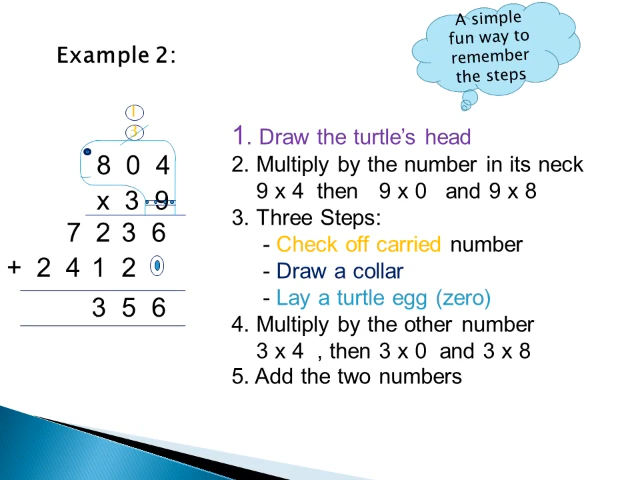 Example 2:
A simple
fun way to
remember
the steps
1
3
8 0 4
x 3 9
7 2 3 6
+ 2 4 1 2 0
3 5 6
1. Draw the turtle's head
2. Multiply by the number in its neck
9 x 4 then 9 x 0 and 9 x 8
3. Three Steps:
- Check off carried number
- Draw a collar
- Lay a turtle egg (zero)
4. Multiply by the other number
3 x 4 , then 3 x 0 and 3 x 8
5. Add the two numbers